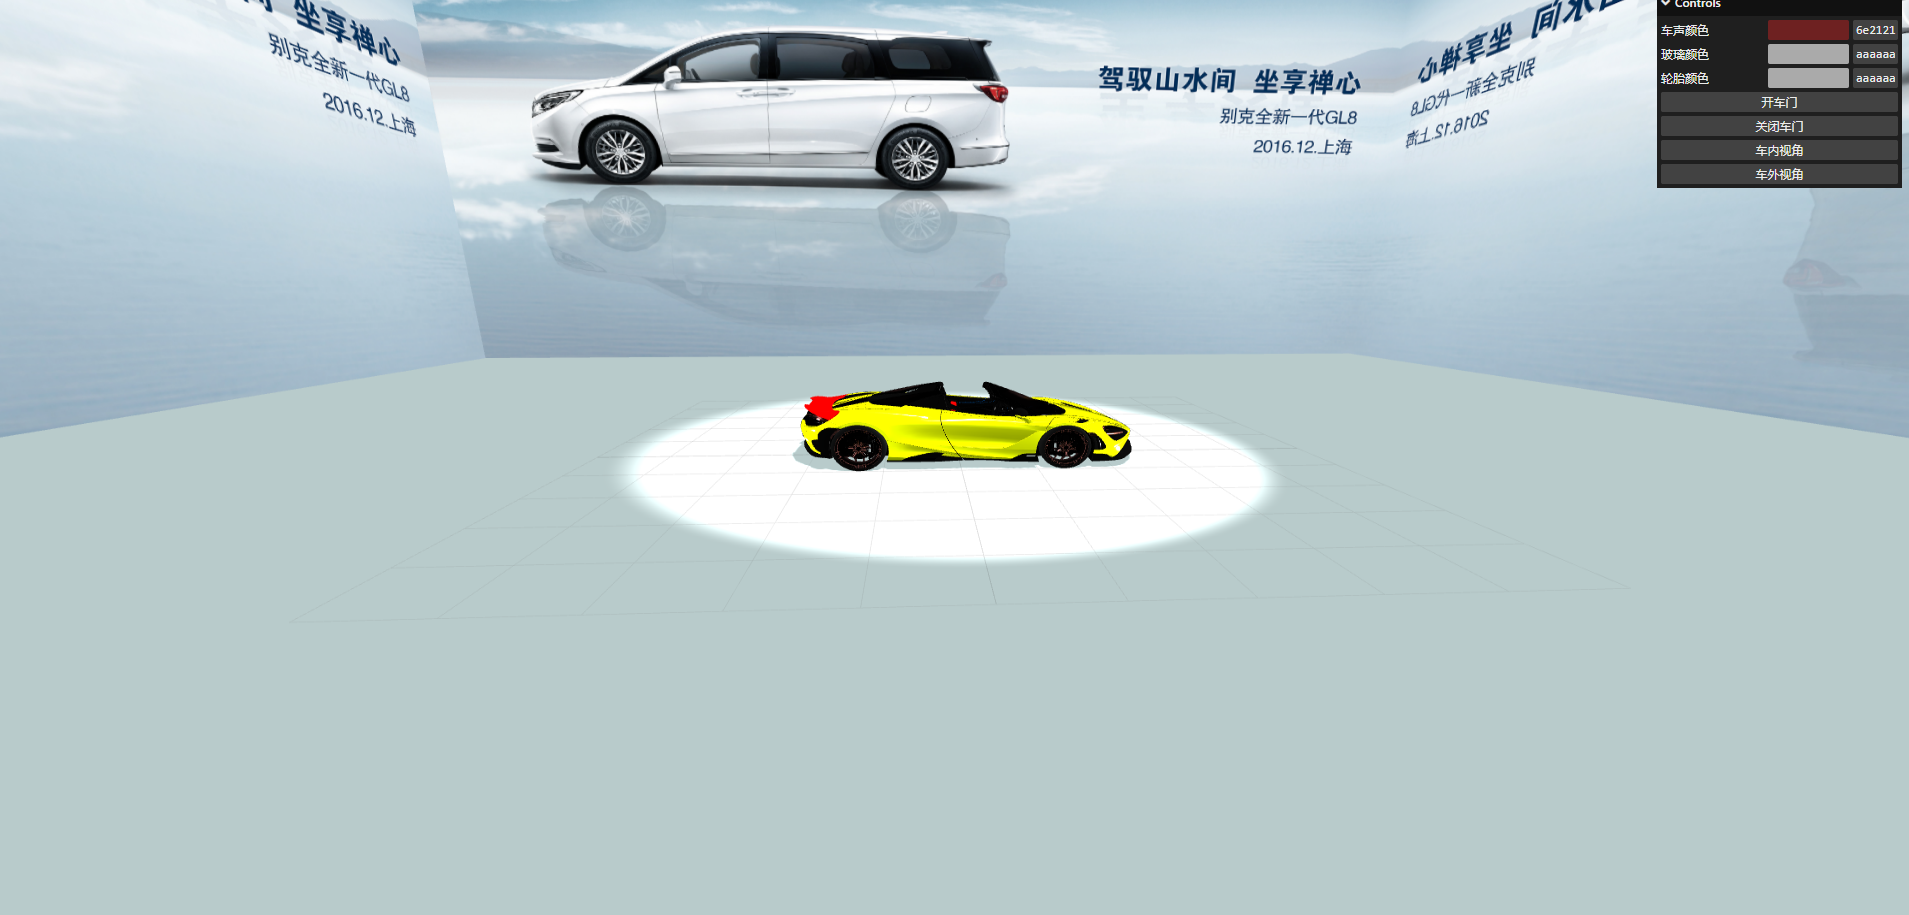 坐享禅心
别克全新一代GL8
2016.12.上海
驾驭山水间 坐享禅心
别克全新一代GL8
2016.12.上海
水间 坐享禅心
别克全新一代GL8
2016.12.上海
Controls
车声颜色 6e2121
玻璃颜色 aaaaaa
轮胎颜色 aaaaaa
开车门
关闭车门
车内视角
车外视角